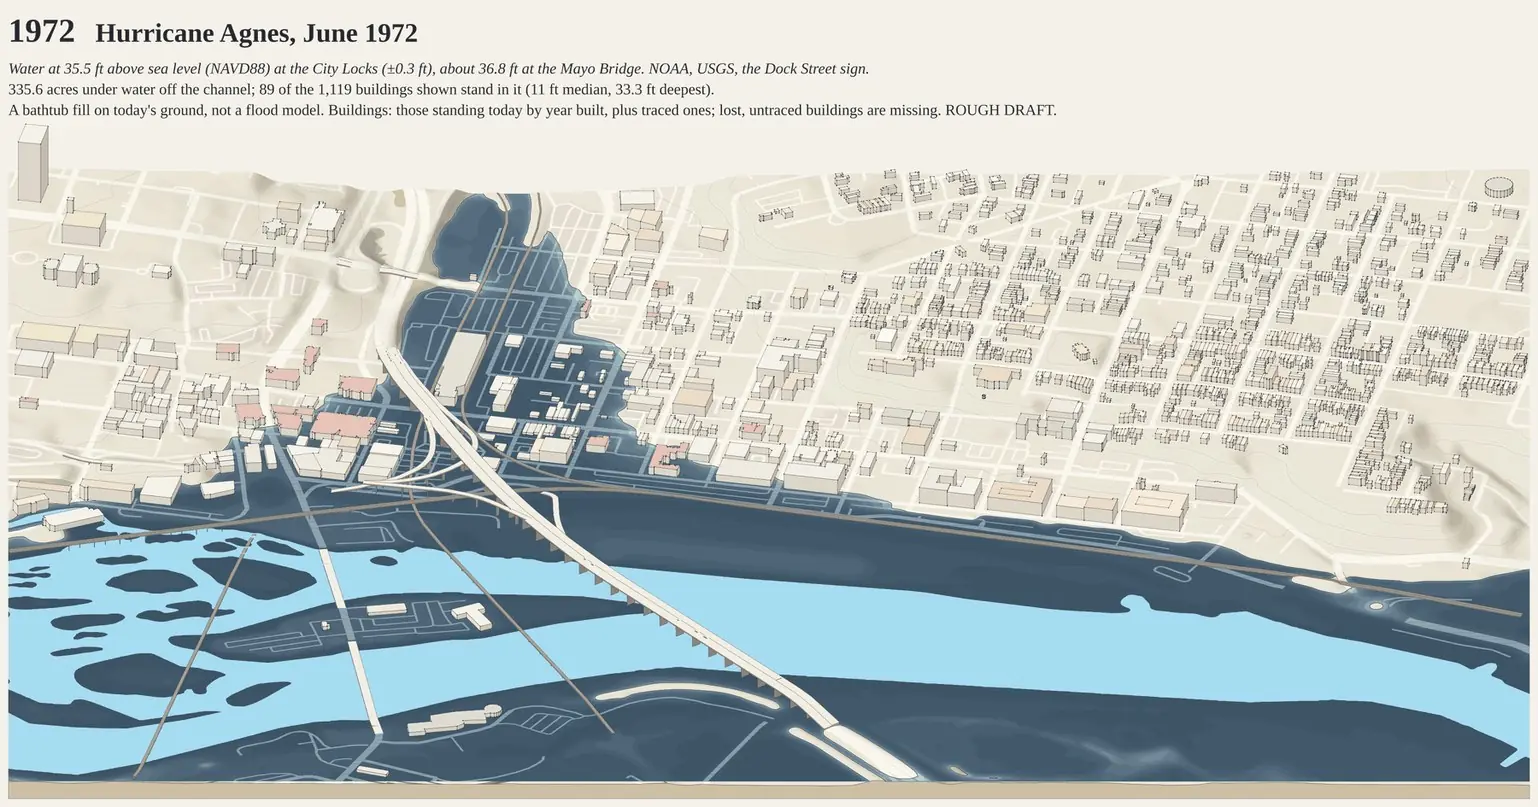 1972 Hurricane Agnes, June 1972
Water at 35.5 ft above sea level (NAVD88) at the City Locks (±0.3 ft), about 36.8 ft at the Mayo Bridge. NOAA, USGS, the Dock Street sign.
335.6 acres under water off the channel; 89 of the 1,119 buildings shown stand in it (11 ft median, 33.3 ft deepest).
A bathtub fill on today's ground, not a flood model. Buildings: those standing today by year built, plus traced ones; lost, untraced buildings are missing. ROUGH DRAFT.